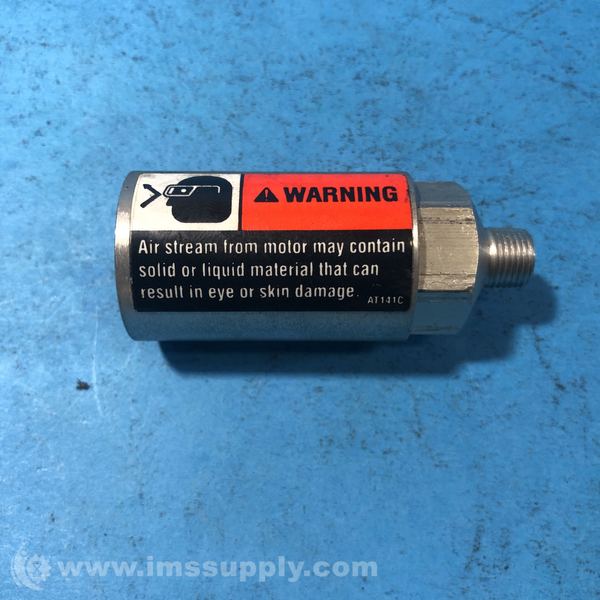 WARNING
Air stream from motor may contain
solid or liquid material that can
result in eye or skin damage.
AT141C
www.imssupply.com